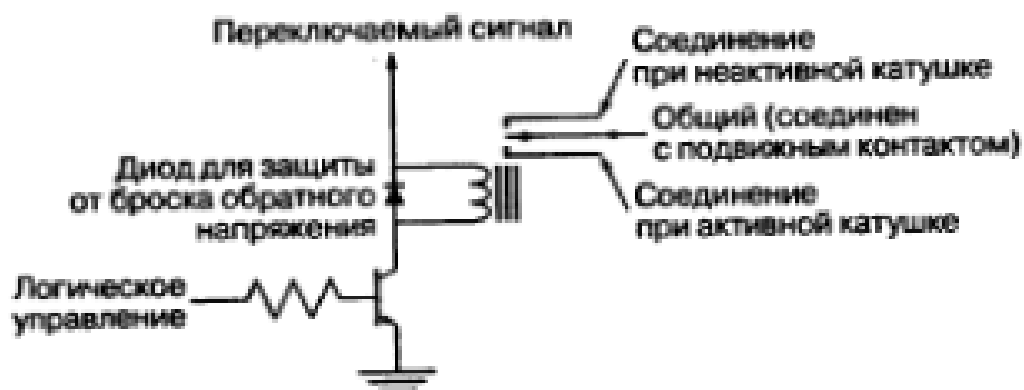 Переключаемый сигнал
Соединение
при неактивной катушке
Общий (соединен
с подвижным контактом)
Диод для защиты
от броска обратного
напряжения
Соединение
при активной катушке
Логическое
управление